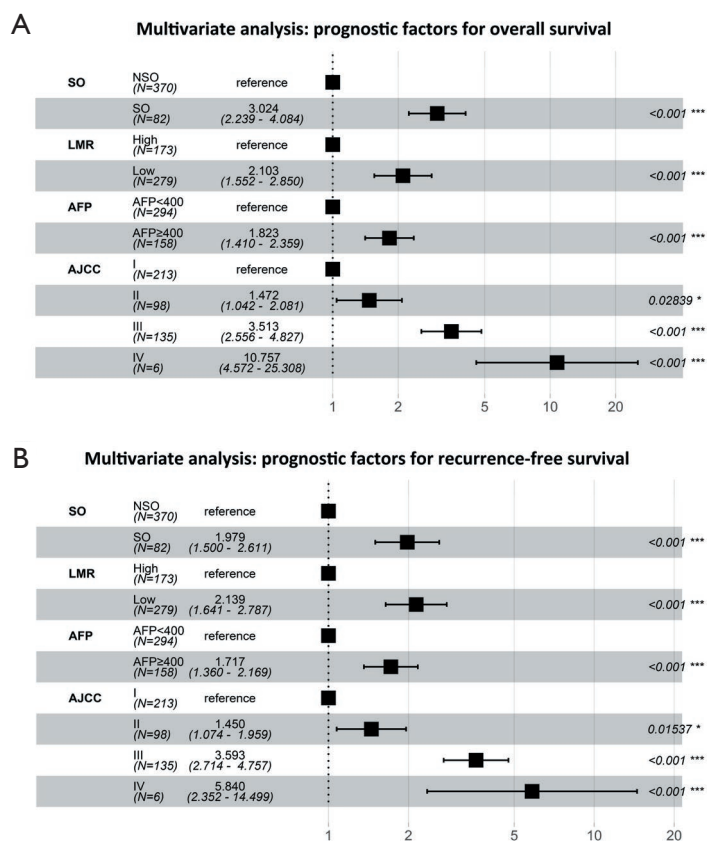 A
Multivariate analysis: prognostic factors for overall survival
SO NSO reference
(N=370)
SO 3.024 <0.001 ***
(N=82) (2.239 - 4.084)
LMR High reference
(N=173)
Low 2.103 <0.001 ***
(N=279) (1.552 - 2.850)
AFP AFP<400 reference
(N=294)
AFP≥400 1.823 <0.001 ***
(N=158) (1.410 - 2.359)
AJCC I reference
(N=213)
II 1.472 0.02839 *
(N=98) (1.042 - 2.081)
III 3.513 <0.001 ***
(N=135) (2.556 - 4.827)
IV 10.757 <0.001 ***
(N=6) (4.572 - 25.308)
1 2 5 10 20
B
Multivariate analysis: prognostic factors for recurrence-free survival
SO NSO reference
(N=370)
SO 1.979 <0.001 ***
(N=82) (1.500 - 2.611)
LMR High reference
(N=173)
Low 2.139 <0.001 ***
(N=279) (1.641 - 2.787)
AFP AFP<400 reference
(N=294)
AFP≥400 1.717 <0.001 ***
(N=158) (1.360 - 2.169)
AJCC I reference
(N=213)
II 1.450 0.01537 *
(N=98) (1.074 - 1.959)
III 3.593 <0.001 ***
(N=135) (2.714 - 4.757)
IV 5.840 <0.001 ***
(N=6) (2.352 - 14.499)
1 2 5 10 20